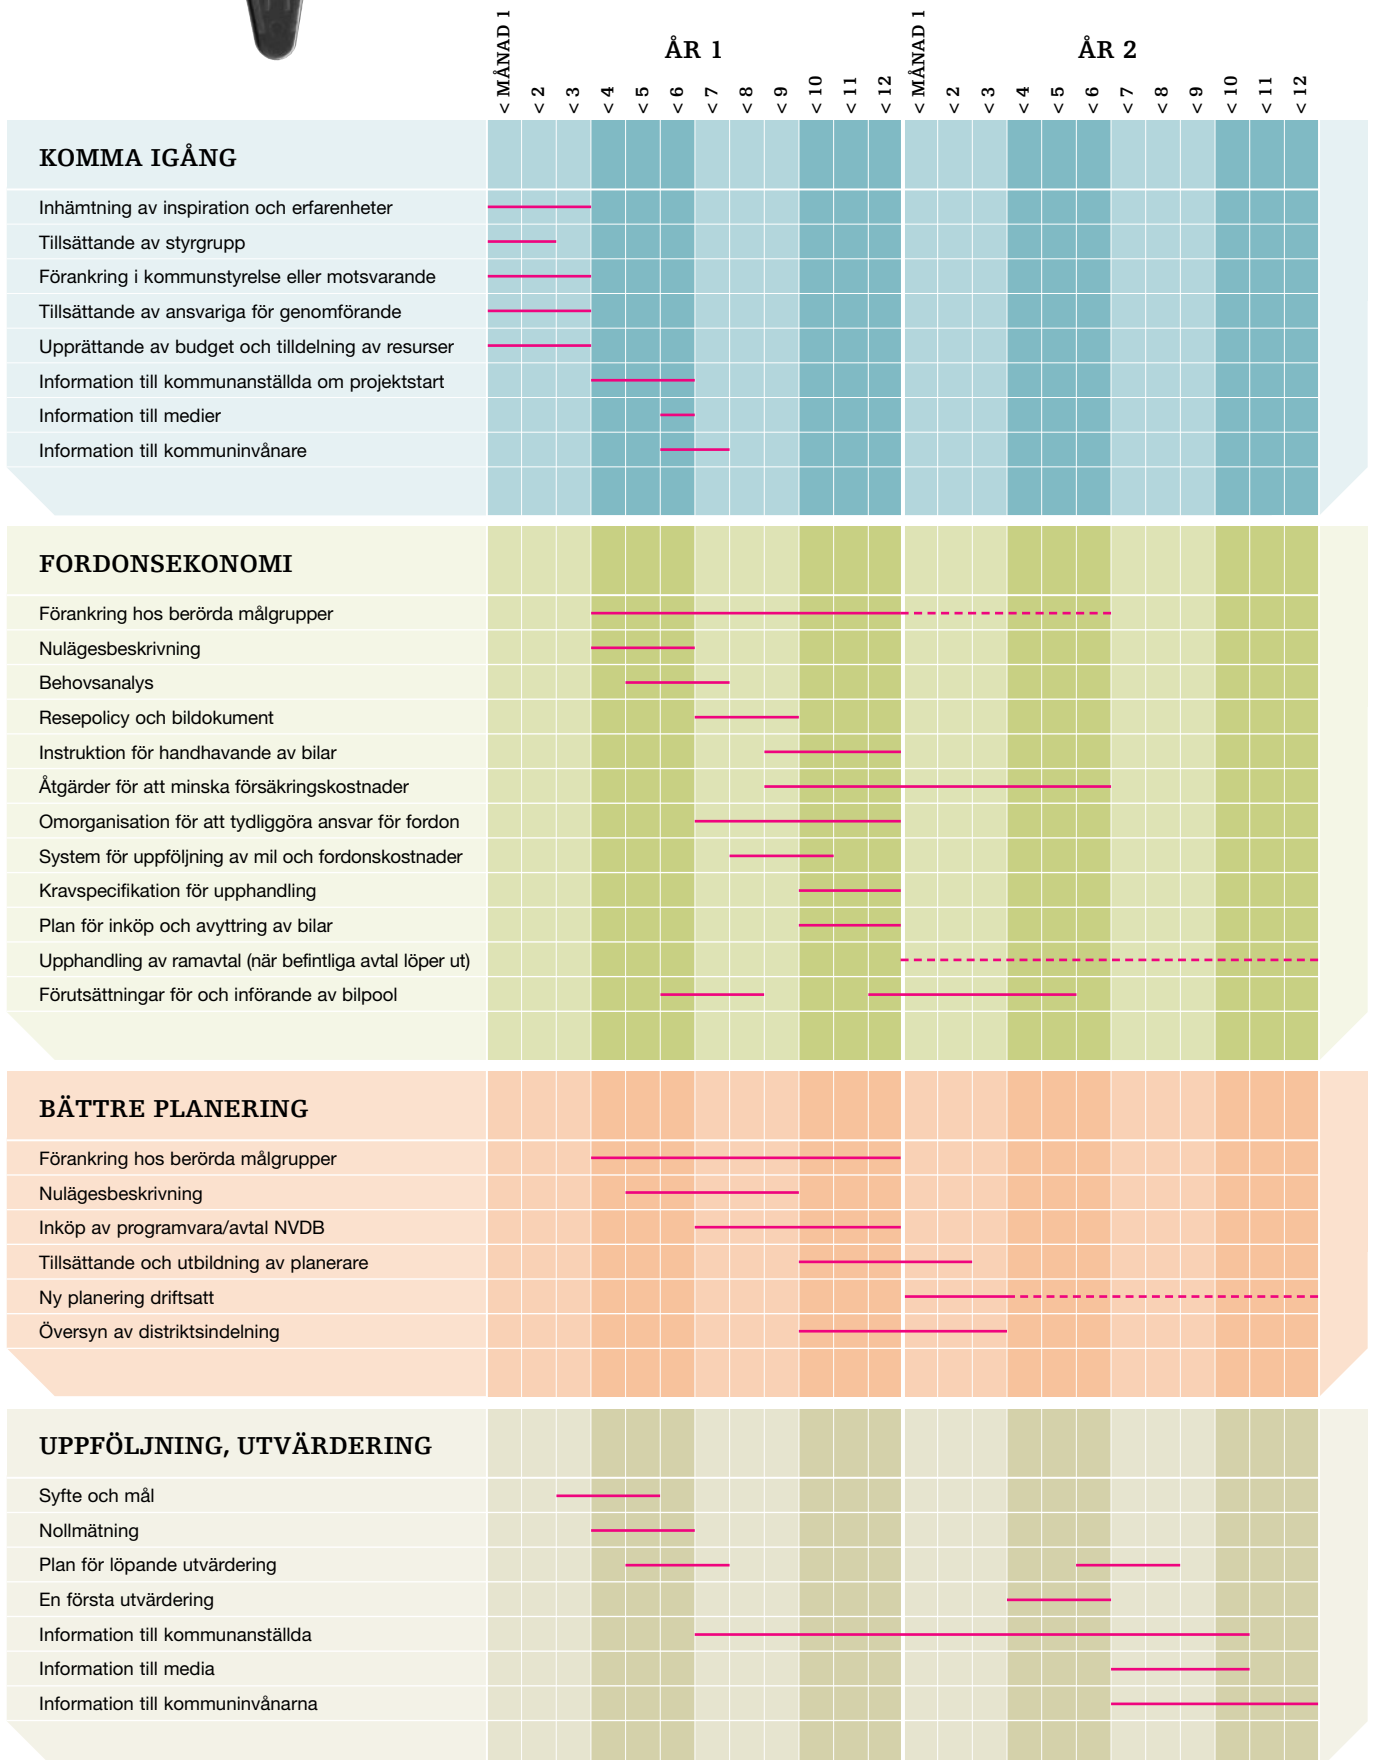 ÅR 1
ÅR 2
< MÅNAD 1
< 2
< 3
< 4
< 5
< 6
< 7
< 8
< 9
< 10
< 11
< 12
< MÅNAD 1
< 2
< 3
< 4
< 5
< 6
< 7
< 8
< 9
< 10
< 11
< 12
KOMMA IGÅNG
Inhämtning av inspiration och erfarenheter
Tillsättande av styrgrupp
Förankring i kommunstyrelse eller motsvarande
Tillsättande av ansvariga för genomförande
Upprättande av budget och tilldelning av resurser
Information till kommunanställda om projektstart
Information till medier
Information till kommuninvånare
FORDONSEKONOMI
Förankring hos berörda målgrupper
Nulägesbeskrivning
Behovsanalys
Resepolicy och bildokument
Instruktion för handhavande av bilar
Åtgärder för att minska försäkringskostnader
Omorganisation för att tydliggöra ansvar för fordon
System för uppföljning av mil och fordonskostnader
Kravspecifikation för upphandling
Plan för inköp och avyttring av bilar
Upphandling av ramavtal (när befintliga avtal löper ut)
Förutsättningar för och införande av bilpool
BÄTTRE PLANERING
Förankring hos berörda målgrupper
Nulägesbeskrivning
Inköp av programvara/avtal NVDB
Tillsättande och utbildning av planerare
Ny planering driftsatt
Översyn av distriktsindelning
UPPFÖLJNING, UTVÄRDERING
Syfte och mål
Nollmätning
Plan för löpande utvärdering
En första utvärdering
Information till kommunanställda
Information till media
Information till kommuninvånarna